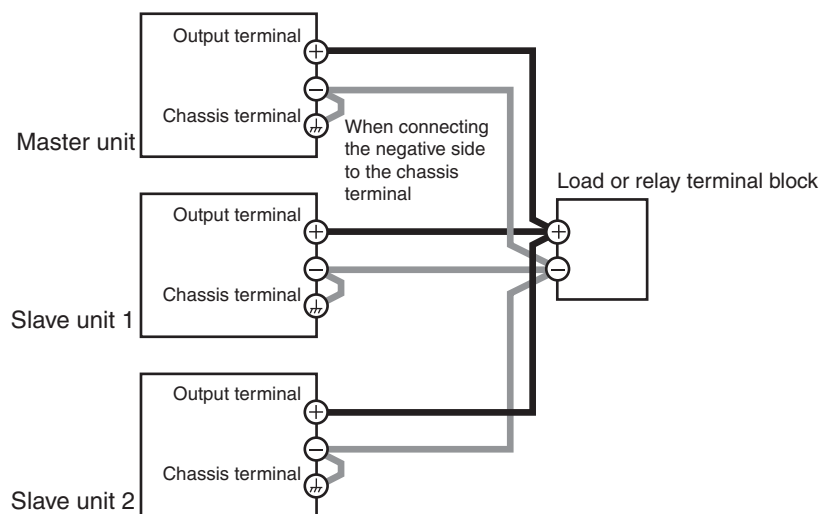 Output terminal
+
−
Chassis terminal
Master unit
When connecting
the negative side
to the chassis
terminal
Load or relay terminal block
+
−
Output terminal
+
−
Chassis terminal
Slave unit 1
Output terminal
+
−
Chassis terminal
Slave unit 2